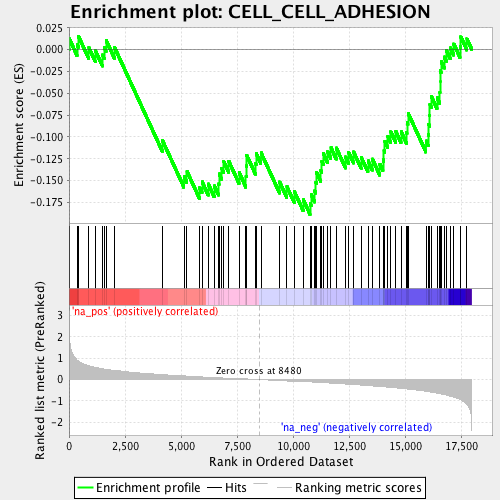 Enrichment plot: CELL_CELL_ADHESION
Enrichment score (ES)
0.025
0.000
-0.025
-0.050
-0.075
-0.100
-0.125
-0.150
-0.175
'na_pos' (positively correlated)
Ranked list metric (PreRanked)
3
2
1
0
-1
-2
Zero cross at 8480
'na_neg' (negatively correlated)
0
2,500
5,000
7,500
10,000
12,500
15,000
17,500
Rank in Ordered Dataset
Enrichment profile
Hits
Ranking metric scores